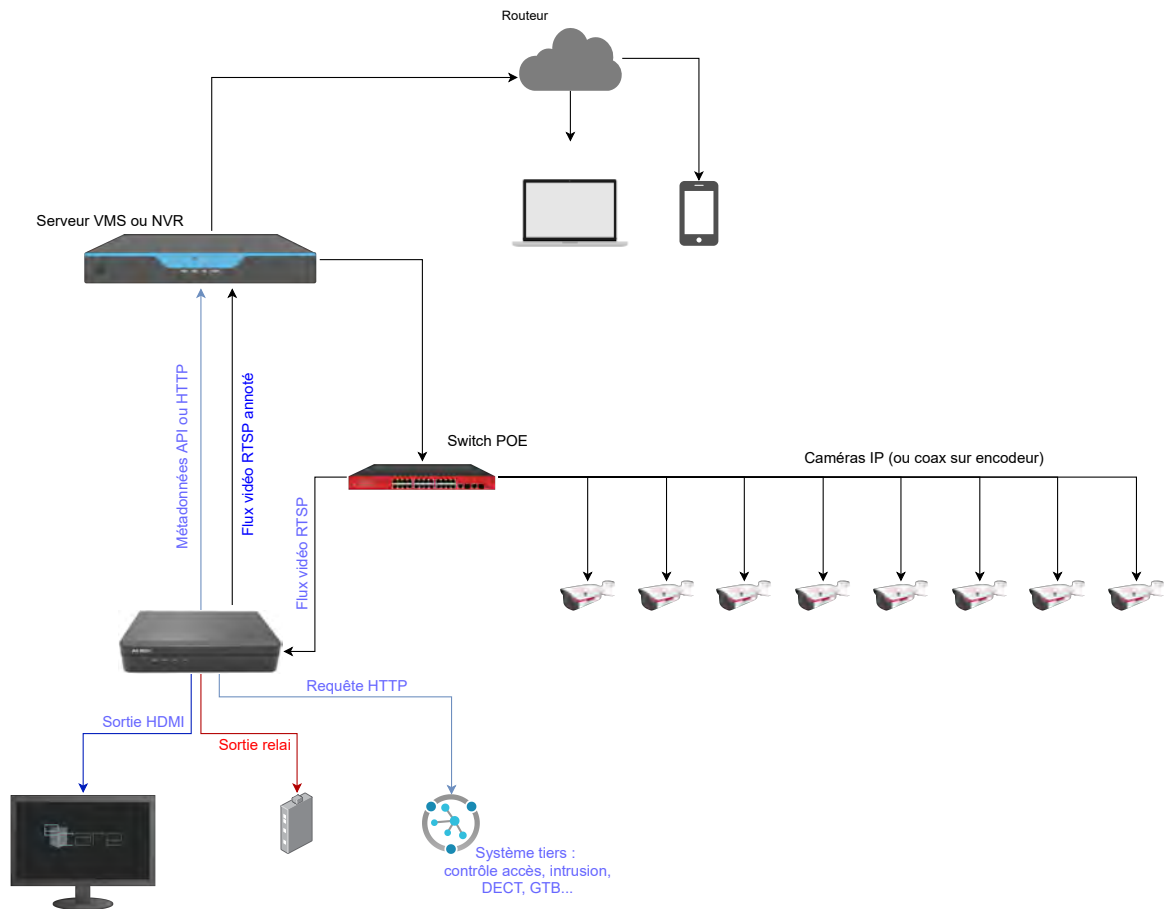 Routeur
Serveur VMS ou NVR
Métadonnées API ou HTTP
Flux vidéo RTSP annoté
Switch POE
Caméras IP (ou coax sur encodeur)
Flux vidéo RTSP
Requête HTTP
Sortie HDMI
Sortie relai
Système tiers :
contrôle accès, intrusion,
DECT, GTB...